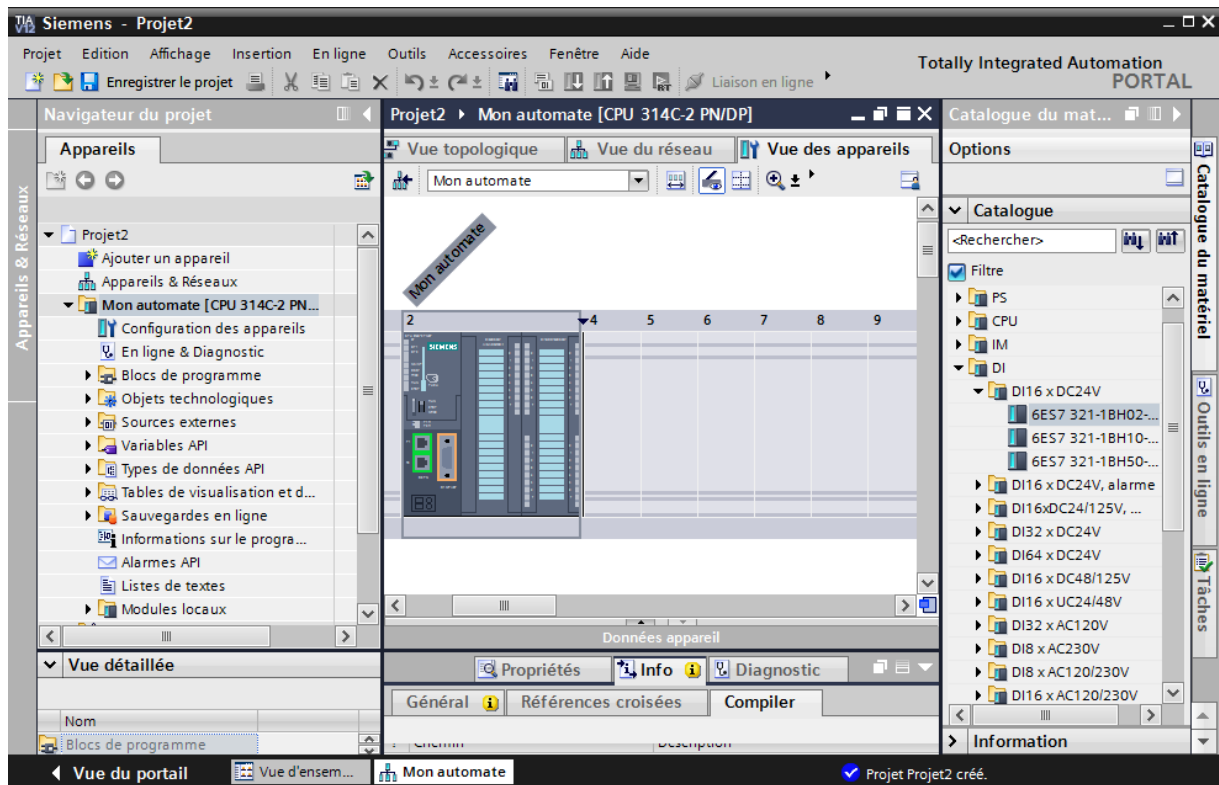 TIA V12 Siemens - Projet2
Projet Edition Affichage Insertion En ligne Outils Accessoires Fenêtre Aide
Totally Integrated Automation
PORTAL
Enregistrer le projet
Liaison en ligne
Navigateur du projet
Projet2 Mon automate [CPU 314C-2 PN/DP]
Catalogue du mat...
Appareils
Vue topologique Vue du réseau Vue des appareils
Options
Mon automate
Appareils & Réseaux
Projet2
Ajouter un appareil
Appareils & Réseaux
Mon automate [CPU 314C-2 PN...
Configuration des appareils
En ligne & Diagnostic
Blocs de programme
Objets technologiques
Sources externes
Variables API
Types de données API
Tables de visualisation et d...
Sauvegardes en ligne
Informations sur le progra...
Alarmes API
Listes de textes
Modules locaux
Vue détaillée
Nom
Blocs de programme
Mon automate
2 4 5 6 7 8 9
SIEMENS
Données appareil
Propriétés Info Diagnostic
Général Références croisées Compiler
! Chemin Description
Catalogue
<Rechercher>
Filtre
PS
CPU
IM
DI
DI16 x DC24V
6ES7 321-1BH02-...
6ES7 321-1BH10-...
6ES7 321-1BH50-...
DI16 x DC24V, alarme
DI16xDC24/125V, ...
DI32 x DC24V
DI64 x DC24V
DI16 x DC48/125V
DI16 x UC24/48V
DI32 x AC120V
DI8 x AC230V
DI8 x AC120/230V
DI16 x AC120/230V
Information
Catalogue du matériel
Outils en ligne
Tâches
Vue du portail
Vue d'ensem...
Mon automate
Projet Projet2 créé.